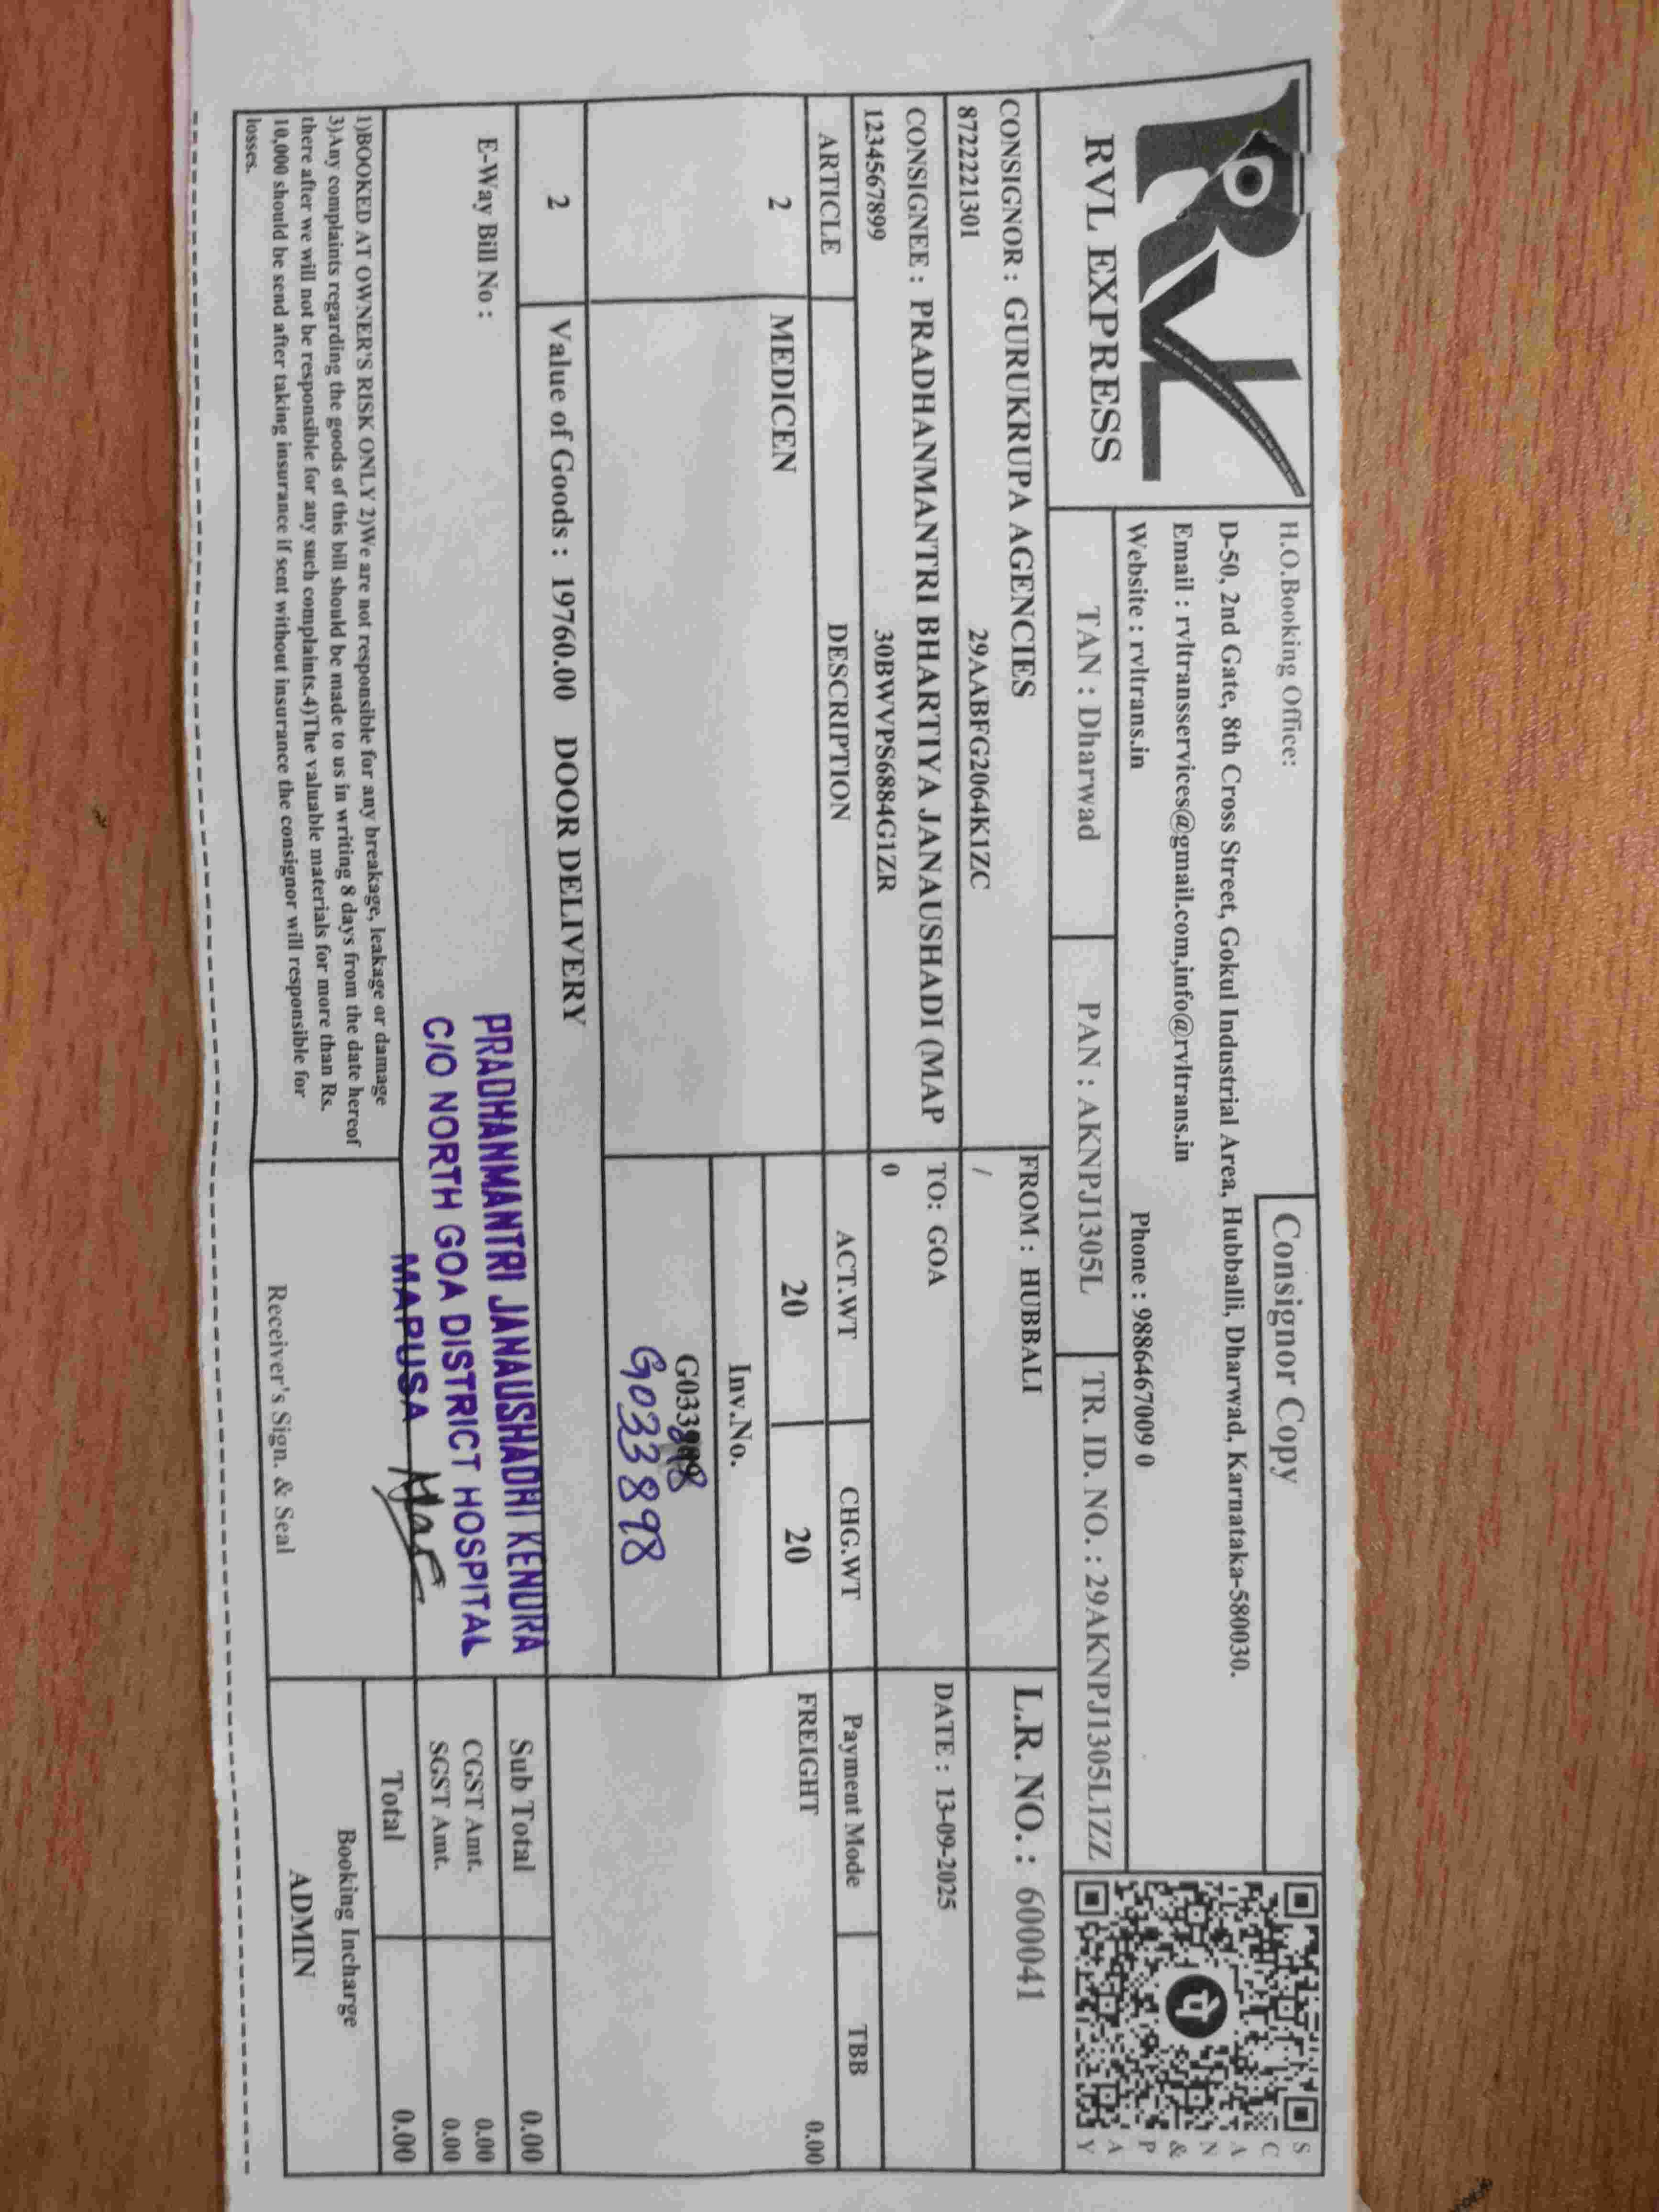 RVL EXPRESS
H.O.Booking Office:
Consignor Copy
D-50, 2nd Gate, 8th Cross Street, Gokul Industrial Area, Hubballi, Dharwad, Karnataka-580030.
Email : rvltransservices@gmail.com,info@rvltrans.in
Website : rvltrans.in Phone : 9886467009 0
TAN : Dharwad PAN : AKNPJ1305L TR. ID. NO. : 29AKNPJ1305L1ZZ
SCAN & PAY
CONSIGNOR : GURUKRUPA AGENCIES FROM : HUBBALI L.R. NO. : 600041
8722221301 29AABFG2064K1ZC /
CONSIGNEE : PRADHANMANTRI BHARTIYA JANAUSHADI (MAP TO: GOA DATE : 13-09-2025
1234567899 30BWVPS6884G1ZR 0
ARTICLE DESCRIPTION ACT.WT CHG.WT Payment Mode TBB
2 MEDICEN 20 20 FREIGHT 0.00
Inv.No.
G033898
G033898
2 Value of Goods : 19760.00 DOOR DELIVERY
Sub Total 0.00
CGST Amt. 0.00
SGST Amt. 0.00
Total 0.00
E-Way Bill No :
PRADHANMANTRI JANAUSHADHI KENDRA
C/O NORTH GOA DISTRICT HOSPITAL
MAPUSA
1)BOOKED AT OWNER'S RISK ONLY 2)We are not responsible for any breakage, leakage or damage
3)Any complaints regarding the goods of this bill should be made to us in writing 8 days from the date hereof
there after we will not be responsible for any such complaints.4)The valuable materials for more than Rs.
10,000 should be send after taking insurance if sent without insurance the consignor will responsible for
losses.
Receiver's Sign. & Seal
Booking Incharge
ADMIN